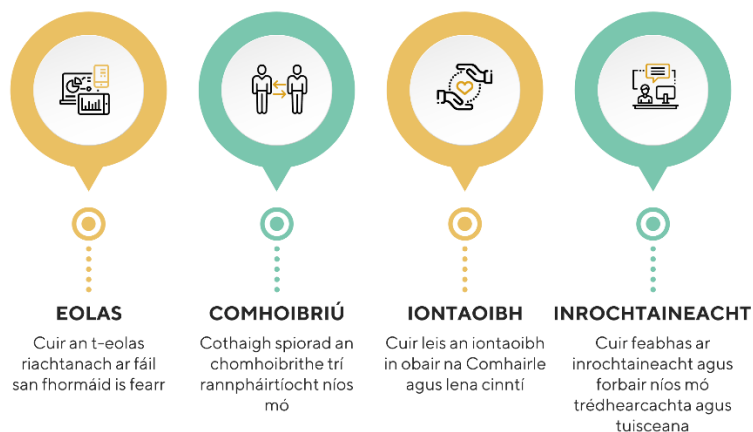 EOLAS
Cuir an t-eolas
riachtanach ar fáil
san fhormáid is fearr
COMHOIBRIÚ
Cothaigh spiorad an
chomhoibrithe trí
rannpháirtíocht níos
mó
IONTAOIBH
Cuir leis an iontaoibh
in obair na Comhairle
agus lena cinntí
INROCHTAINEACHT
Cuir feabhas ar
inrochtaineacht agus
forbair níos mó
trédhearcachta agus
tuisceana